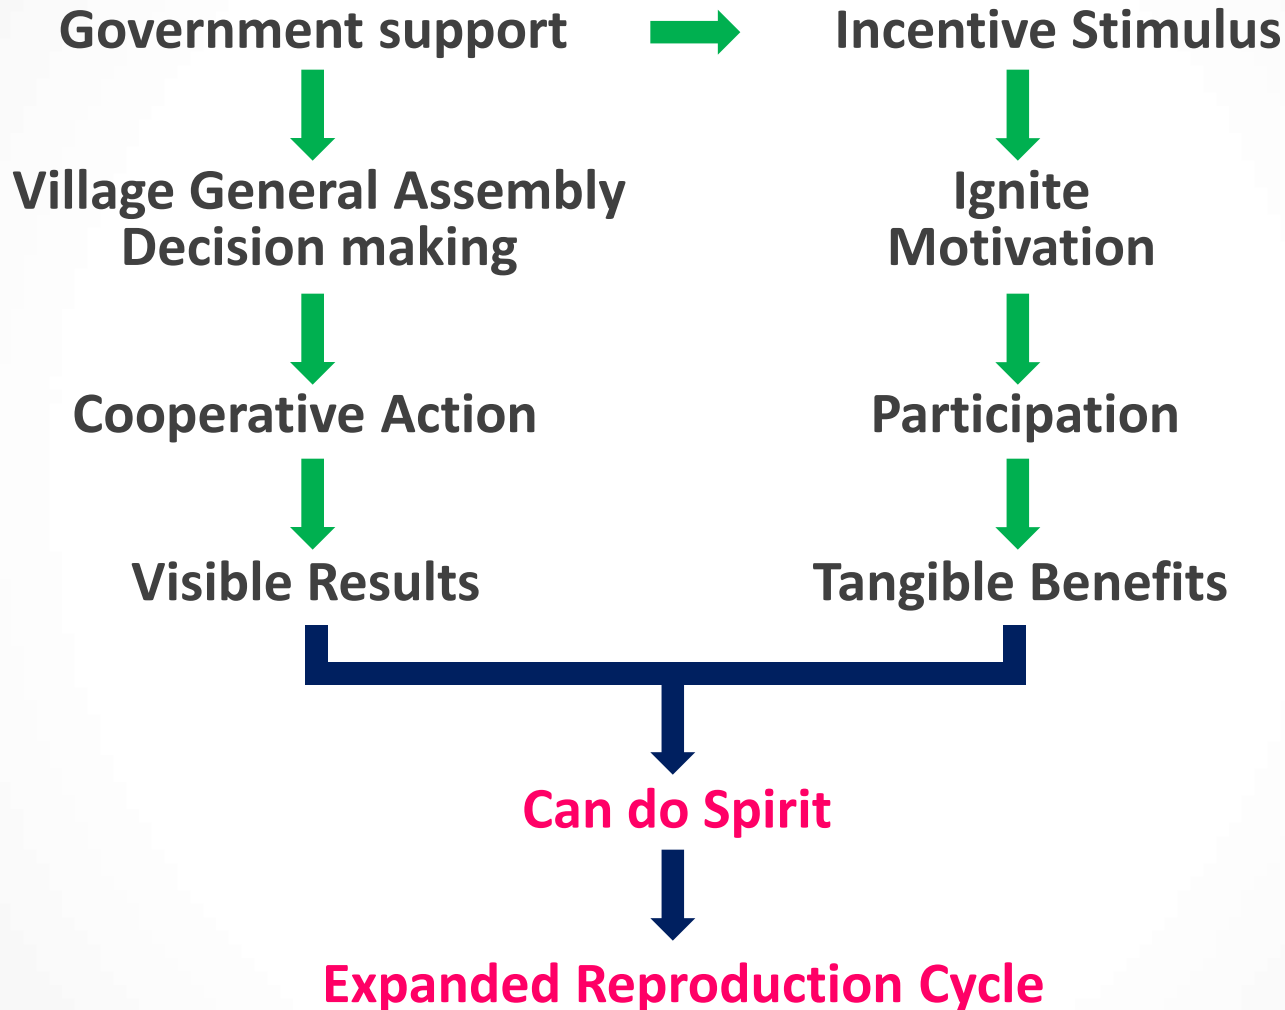 Government support
Incentive Stimulus
Village General Assembly
Decision making
Ignite
Motivation
Cooperative Action
Participation
Visible Results
Tangible Benefits
Can do Spirit
Expanded Reproduction Cycle